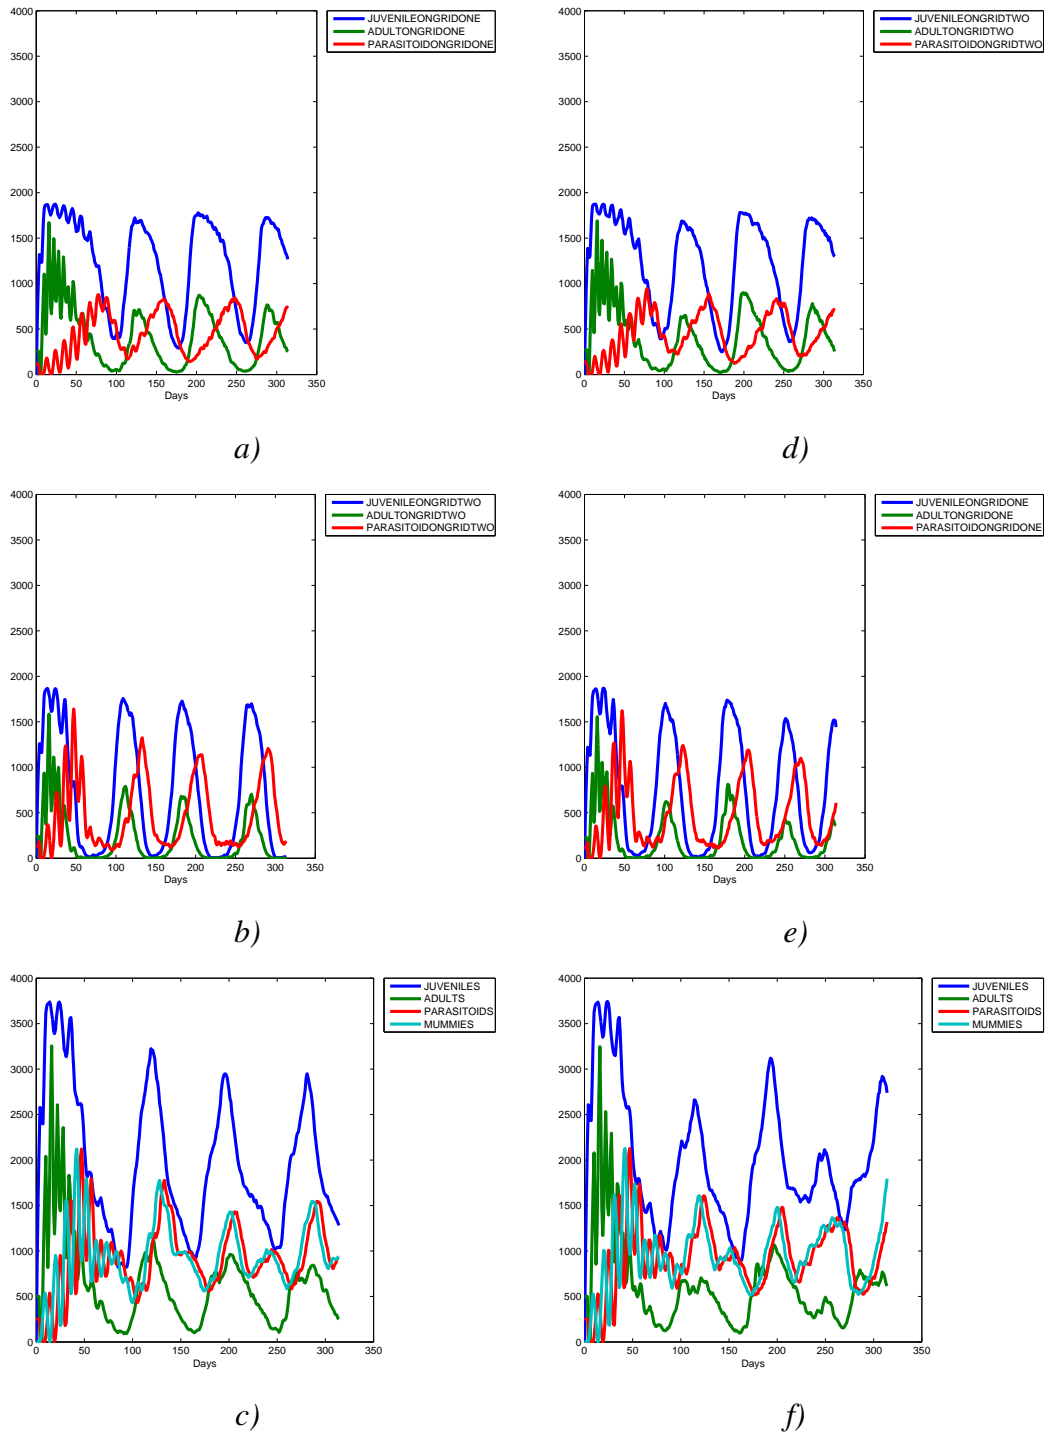 4000
3500
3000
2500
2000
1500
1000
500
0
0 50 100 150 200 250 300 350
Days
JUVENILEONGRIDONE
ADULTONGRIDONE
PARASITOIDONGRIDONE
a)
4000
3500
3000
2500
2000
1500
1000
500
0
0 50 100 150 200 250 300 350
Days
JUVENILEONGRIDTWO
ADULTONGRIDTWO
PARASITOIDONGRIDTWO
d)
4000
3500
3000
2500
2000
1500
1000
500
0
0 50 100 150 200 250 300 350
Days
JUVENILEONGRIDTWO
ADULTONGRIDTWO
PARASITOIDONGRIDTWO
b)
4000
3500
3000
2500
2000
1500
1000
500
0
0 50 100 150 200 250 300 350
Days
JUVENILEONGRIDONE
ADULTONGRIDONE
PARASITOIDONGRIDONE
e)
4000
3500
3000
2500
2000
1500
1000
500
0
0 50 100 150 200 250 300 350
Days
JUVENILES
ADULTS
PARASITOIDS
MUMMIES
c)
4000
3500
3000
2500
2000
1500
1000
500
0
0 50 100 150 200 250 300 350
Days
JUVENILES
ADULTS
PARASITOIDS
MUMMIES
f)